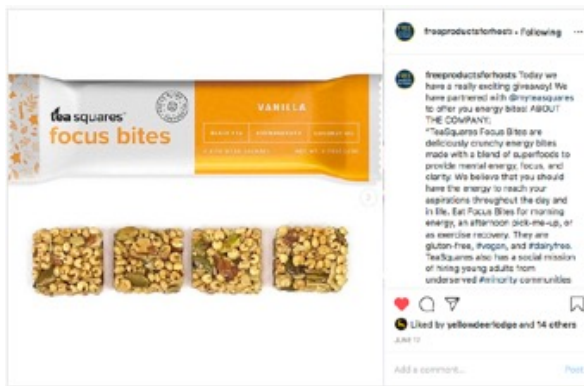 tea squares
focus bites
VANILLA
freeproductsforhosts • Following
freeproductsforhosts Today we
have a really exciting giveaway! We
have partnered with @myteasquares
to offer you energy bites! ABOUT
THE COMPANY:
"TeaSquares Focus Bites are
deliciously crunchy energy bites
made with a blend of superfoods to
provide mental energy, focus, and
clarity. We believe that you should
have the energy to reach your
aspirations throughout the day and
in life. Eat Focus Bites for morning
energy, an afternoon pick-me-up, or
as exercise recovery. They are
gluten-free, #vegan, and #dairyfree.
TeaSquares also has a social mission
of hiring young adults from
underserved #minority communities
Liked by yellowdeerlodge and 14 others
Add a comment...
Post